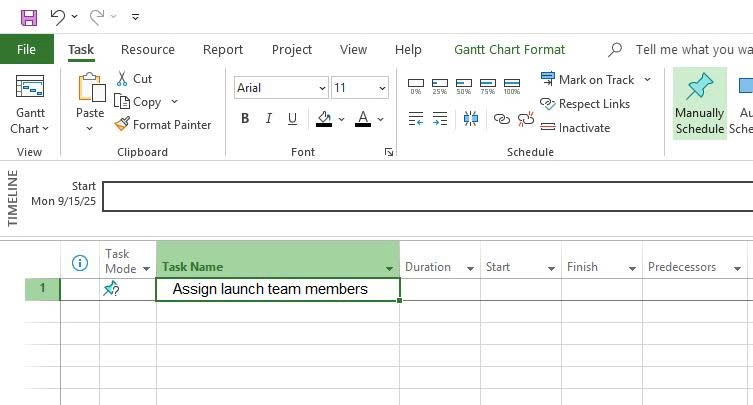 File Task Resource Report Project View Help Gantt Chart Format Tell me what you wa
Gantt Chart
View
Paste
Cut
Copy
Format Painter
Clipboard
Arial 11
B I U A
Font
0% 25% 50% 75% 100%
Mark on Track
Respect Links
Inactivate
Schedule
Manually Schedule
Au
Sche
TIMELINE
Start
Mon 9/15/25
Task Mode Task Name Duration Start Finish Predecessors
1 Assign launch team members